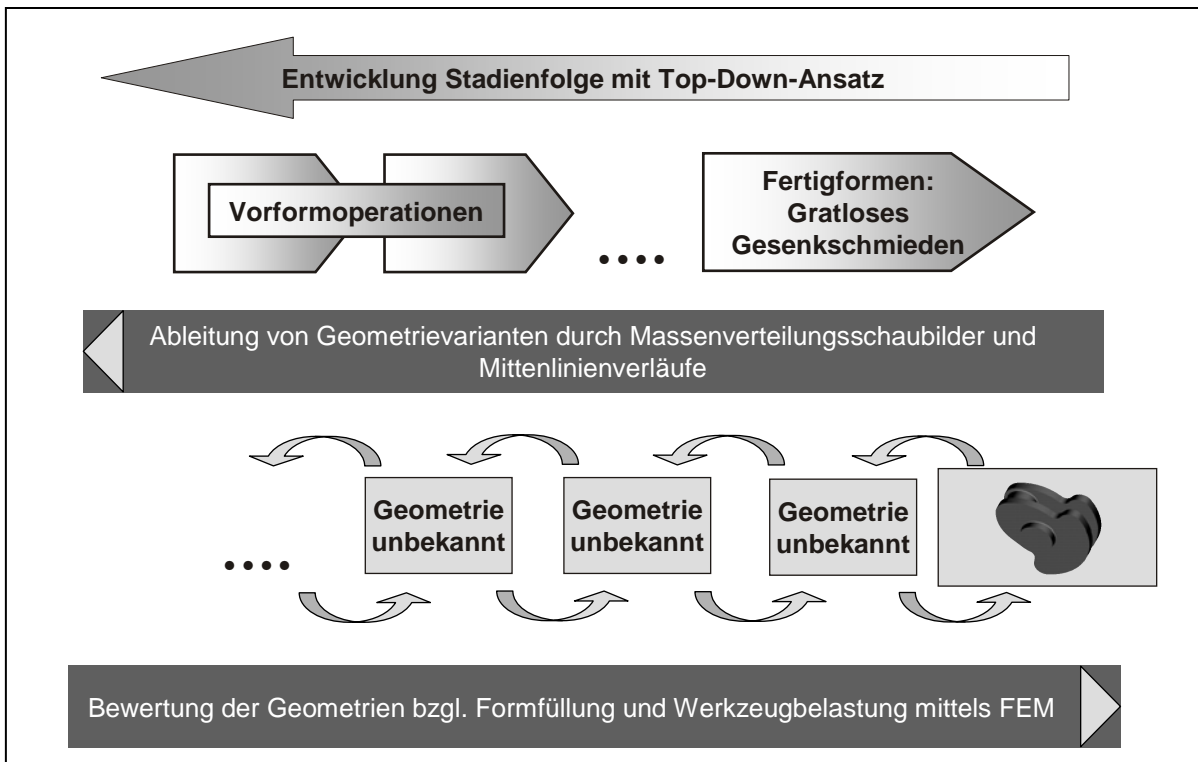 Entwicklung Stadienfolge mit Top-Down-Ansatz
Vorformoperationen
....
Fertigformen:
Gratloses
Gesenkschmieden
Ableitung von Geometrievarianten durch Massenverteilungsschaubilder und
Mittenlinienverläufe
....
Geometrie
unbekannt
Geometrie
unbekannt
Geometrie
unbekannt
Bewertung der Geometrien bzgl. Formfüllung und Werkzeugbelastung mittels FEM